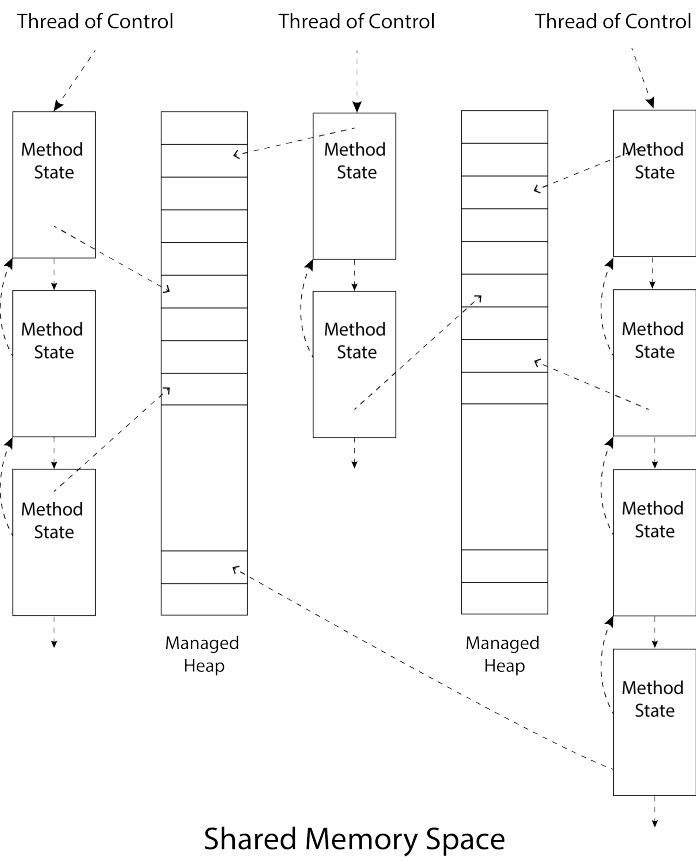 Thread of Control
Thread of Control
Thread of Control
Method
State
Method
State
Method
State
Method
State
Method
State
Method
State
Method
State
Method
State
Managed
Heap
Managed
Heap
Method
State
Shared Memory Space